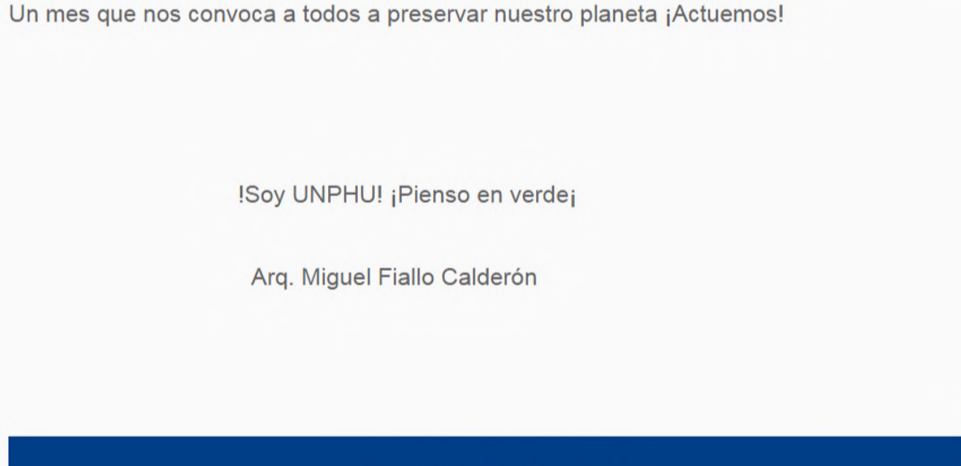 Un mes que nos convoca a todos a preservar nuestro planeta ¡Actuemos!
!Soy UNPHU! ¡Pienso en verde¡
Arq. Miguel Fiallo Calderón